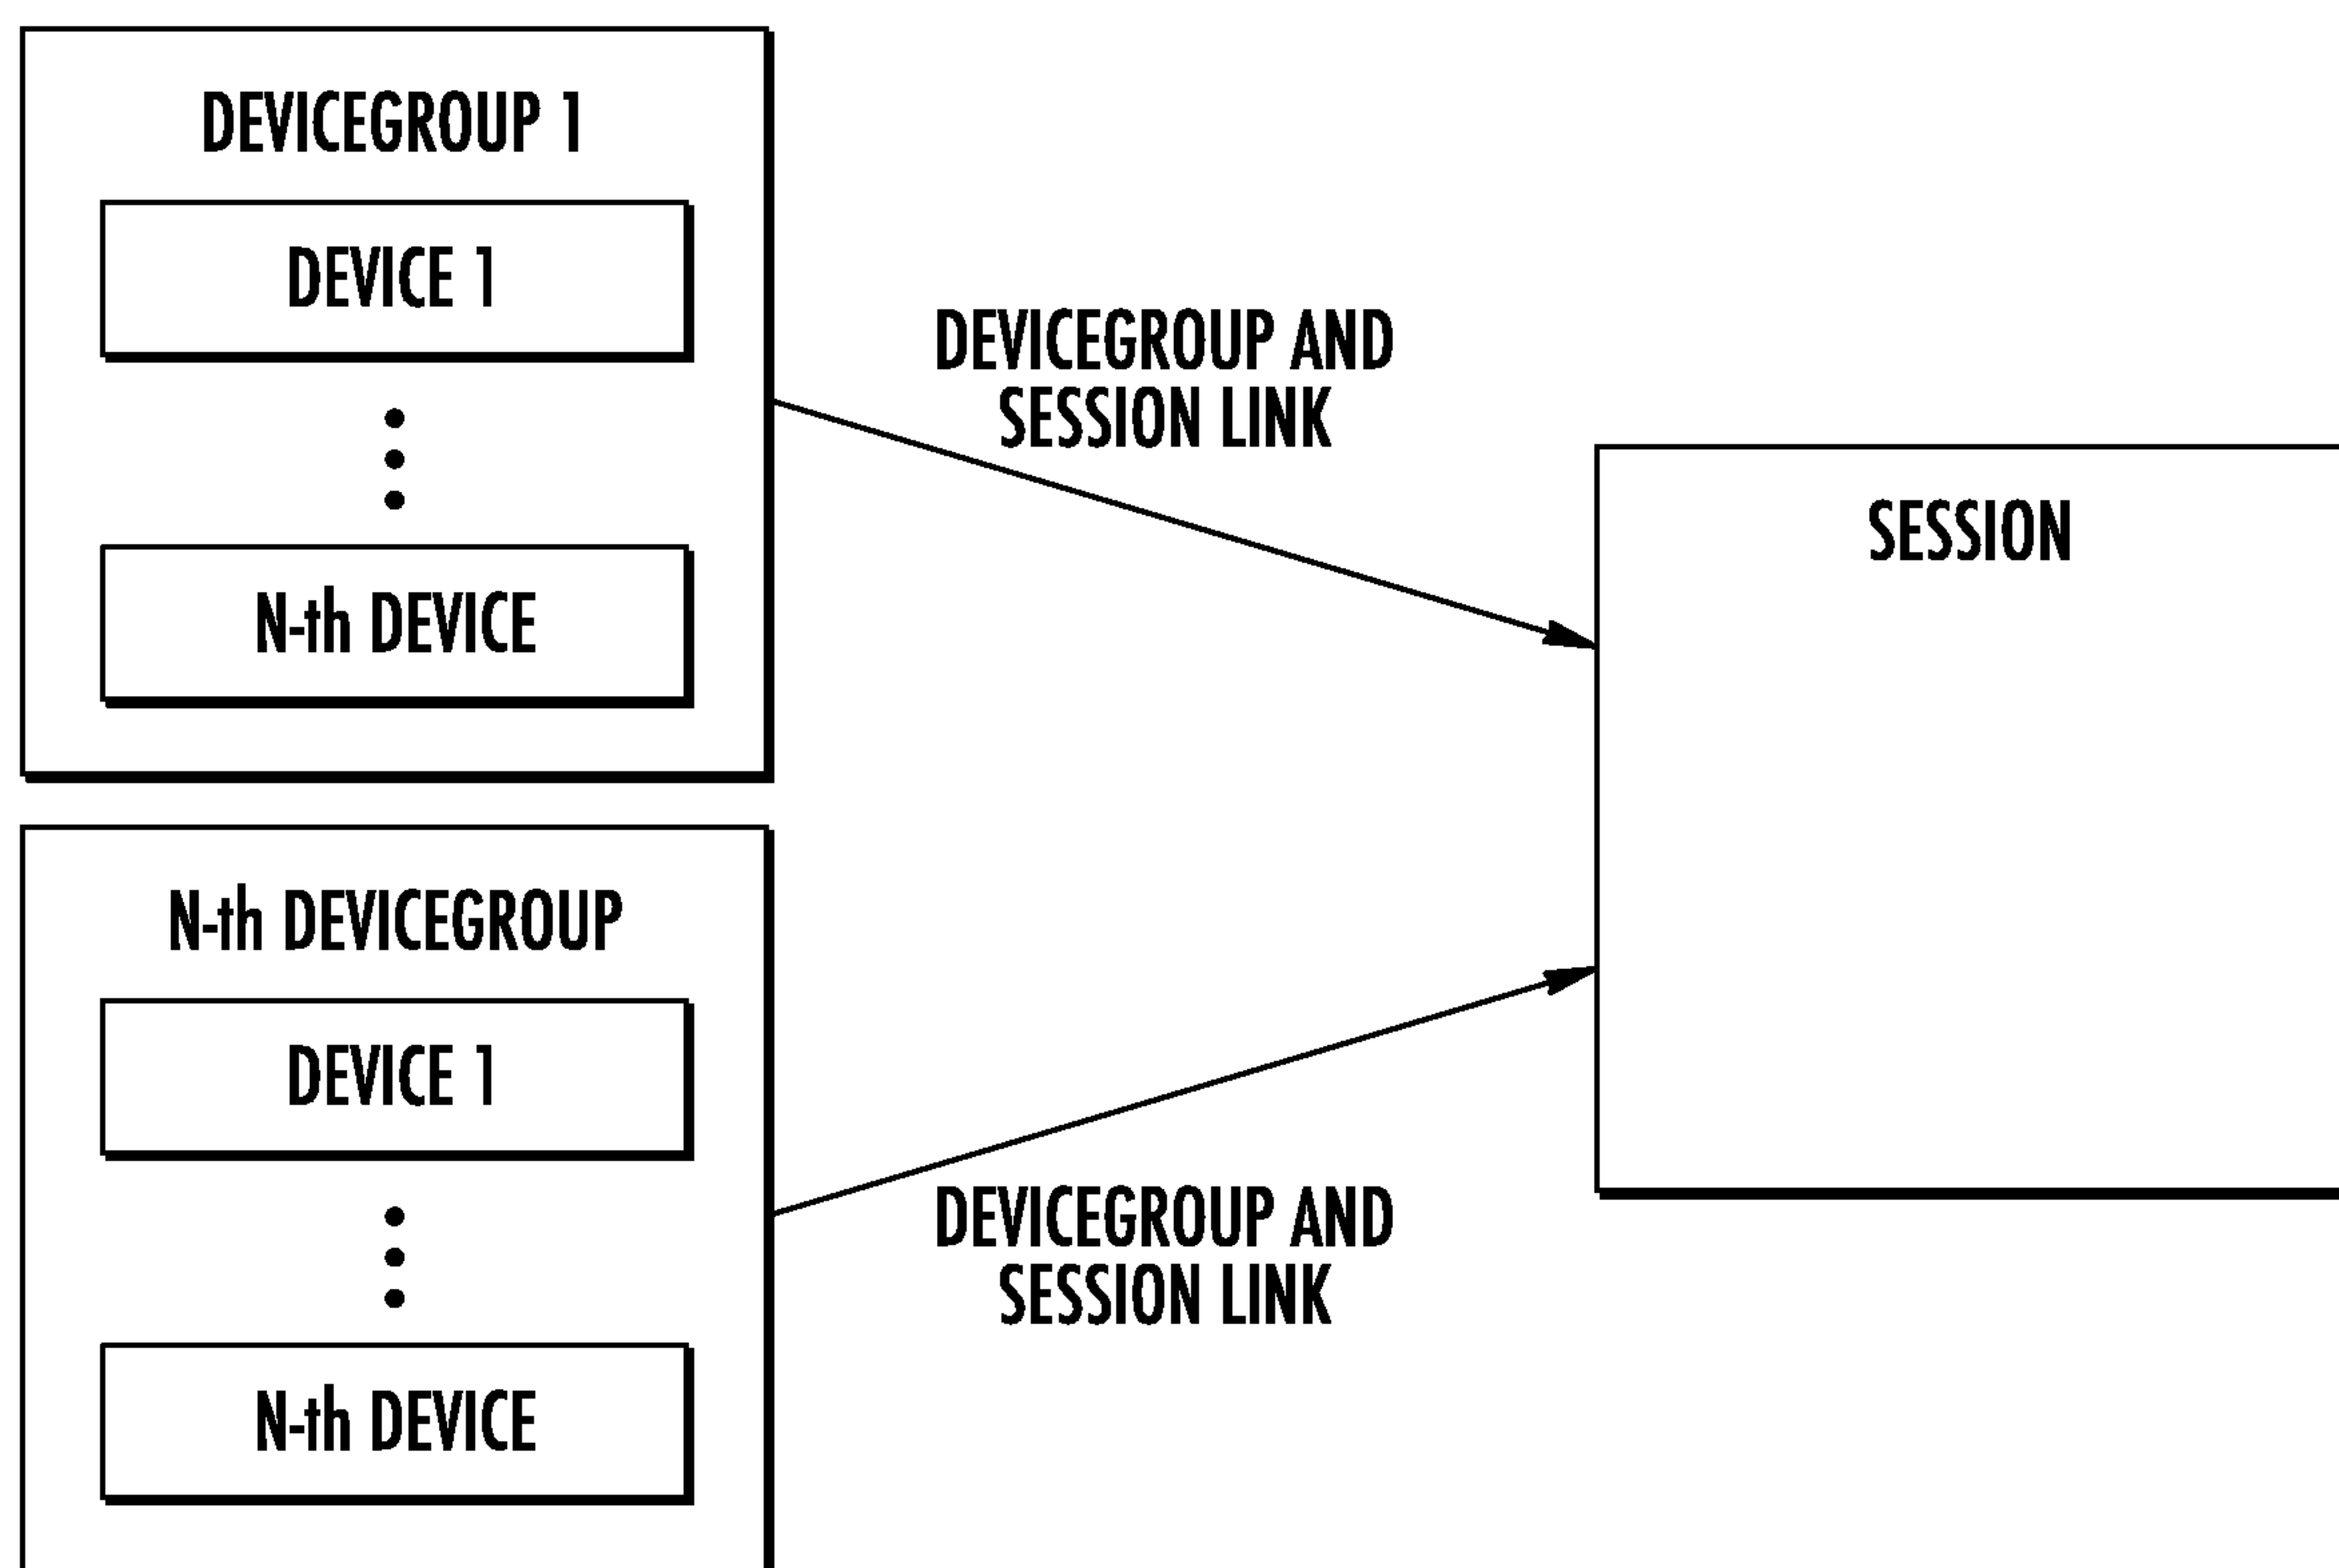 DEVICEGROUP 1
DEVICE 1
N-th DEVICE
DEVICEGROUP AND
SESSION LINK
SESSION
N-th DEVICEGROUP
DEVICE 1
N-th DEVICE
DEVICEGROUP AND
SESSION LINK